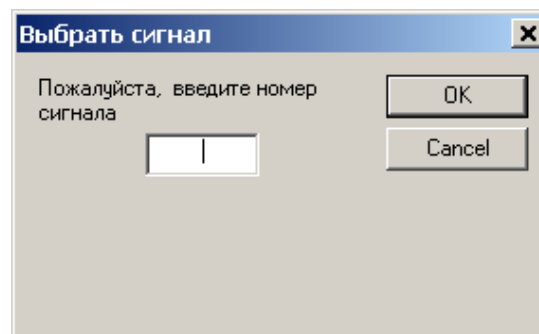 Выбрать сигнал
Пожалуйста, введите номер
сигнала
OK
Cancel